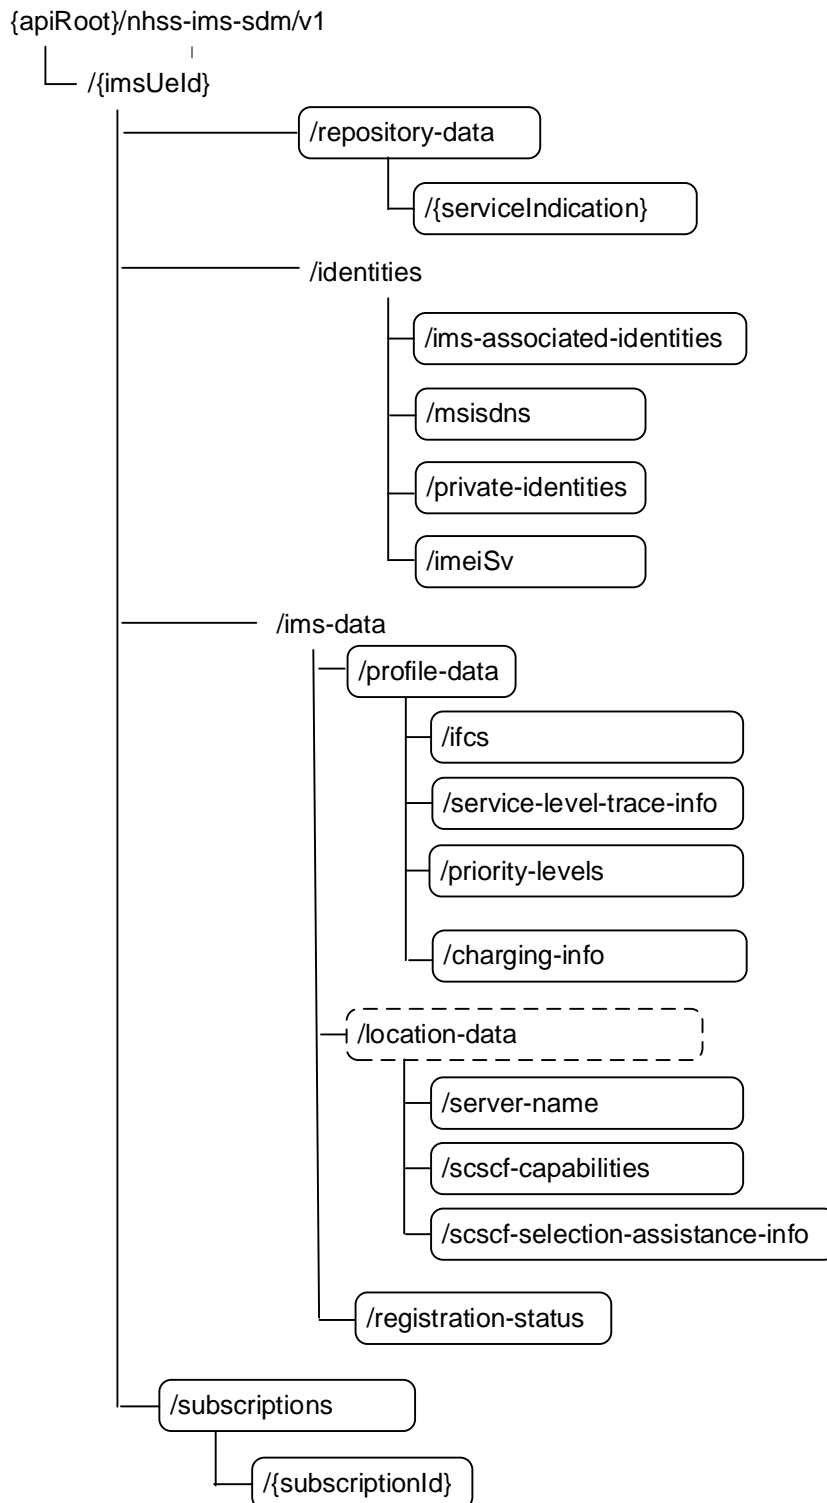 {apiRoot}/nhss-ims-sdm/v1
/{imsUeId}
/repository-data
/{serviceIndication}
/identities
/ims-associated-identities
/msisdns
/private-identities
/imeiSv
/ims-data
/profile-data
/ifcs
/service-level-trace-info
/priority-levels
/charging-info
/location-data
/server-name
/scscf-capabilities
/scscf-selection-assistance-info
/registration-status
/subscriptions
/{subscriptionId}